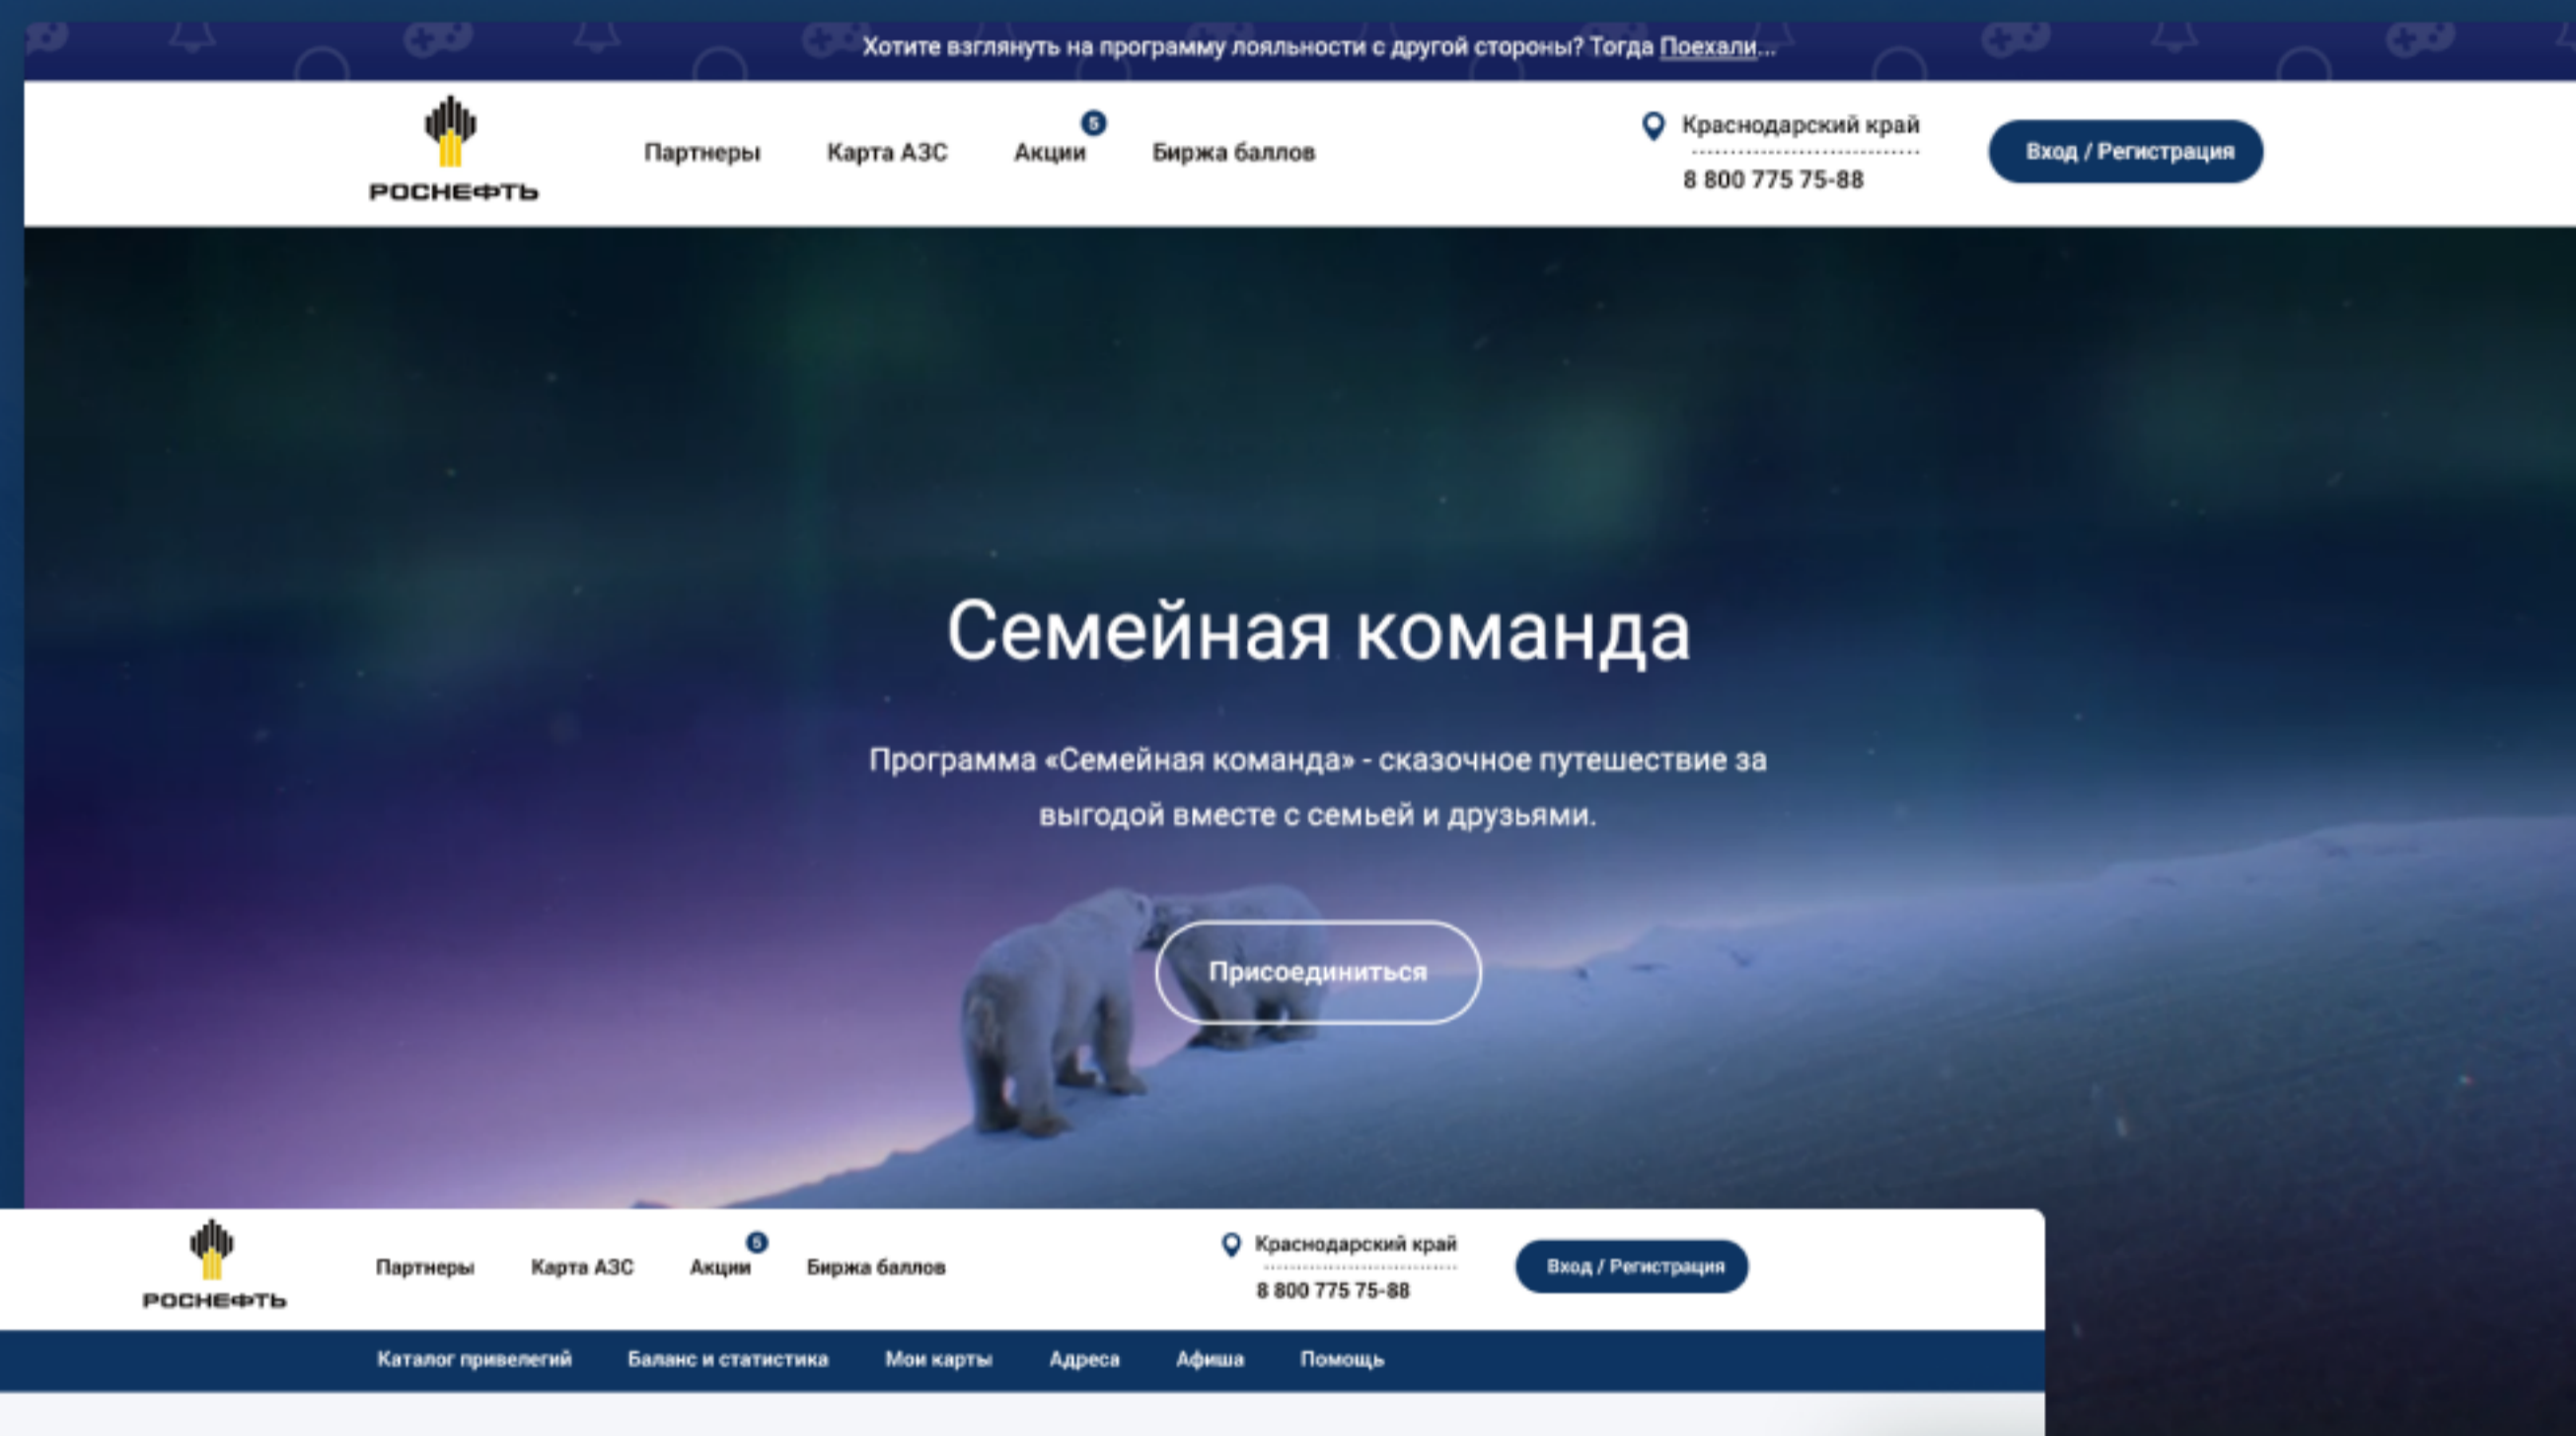 Хотите взглянуть на программу лояльности с другой стороны? Тогда Поехали...
РОСНЕФТЬ
Партнеры
Карта АЗС
Акции
5
Биржа баллов
Краснодарский край
8 800 775 75-88
Вход / Регистрация
Семейная команда
Программа «Семейная команда» - сказочное путешествие за
выгодой вместе с семьей и друзьями.
Присоединиться
РОСНЕФТЬ
Партнеры
Карта АЗС
Акции
5
Биржа баллов
Краснодарский край
8 800 775 75-88
Вход / Регистрация
Каталог привелегий
Баланс и статистика
Мои карты
Адреса
Афиша
Помощь